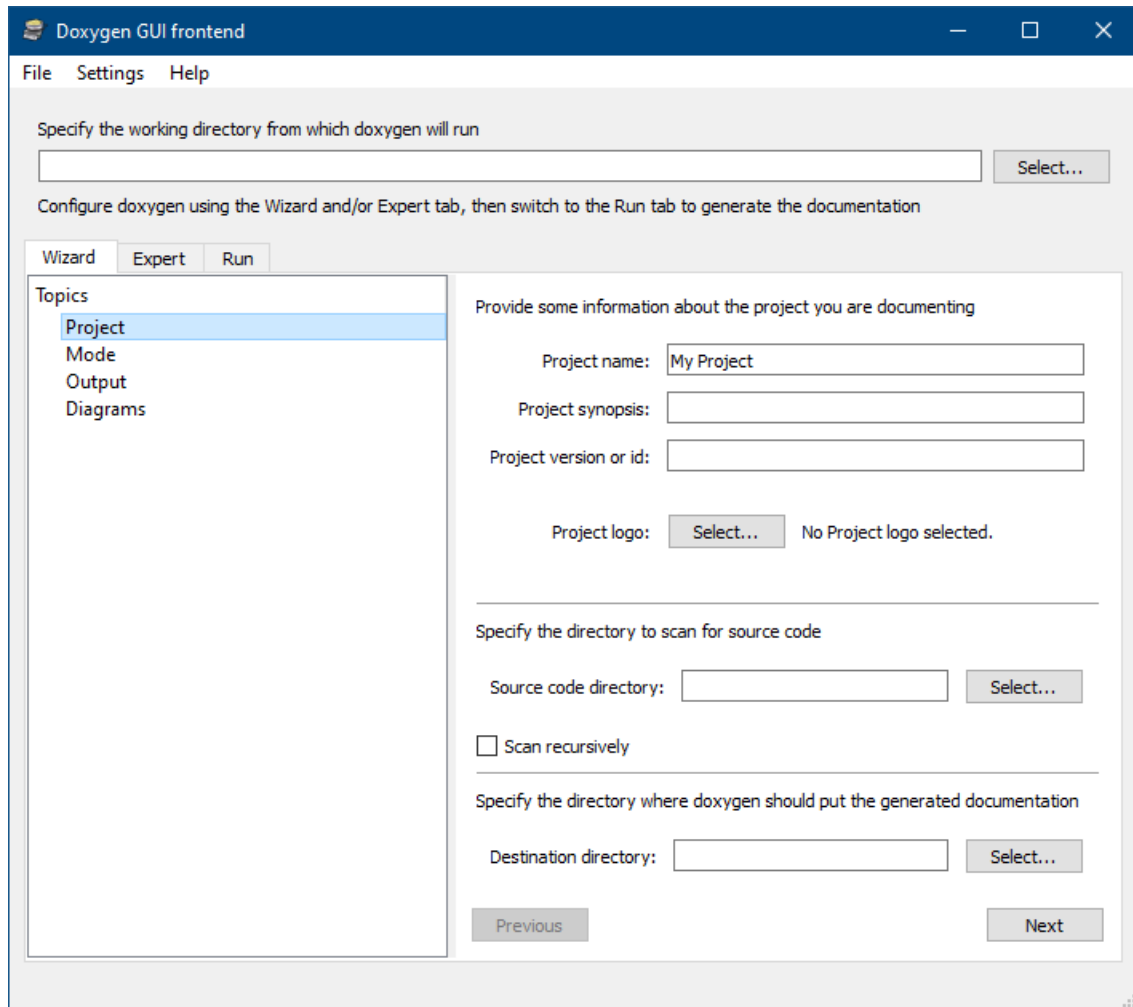 Doxygen GUI frontend
File Settings Help
Specify the working directory from which doxygen will run
Select...
Configure doxygen using the Wizard and/or Expert tab, then switch to the Run tab to generate the documentation
Wizard Expert Run
Topics
Project
Mode
Output
Diagrams
Provide some information about the project you are documenting
Project name: My Project
Project synopsis:
Project version or id:
Project logo: Select... No Project logo selected.
Specify the directory to scan for source code
Source code directory: Select...
Scan recursively
Specify the directory where doxygen should put the generated documentation
Destination directory: Select...
Previous Next